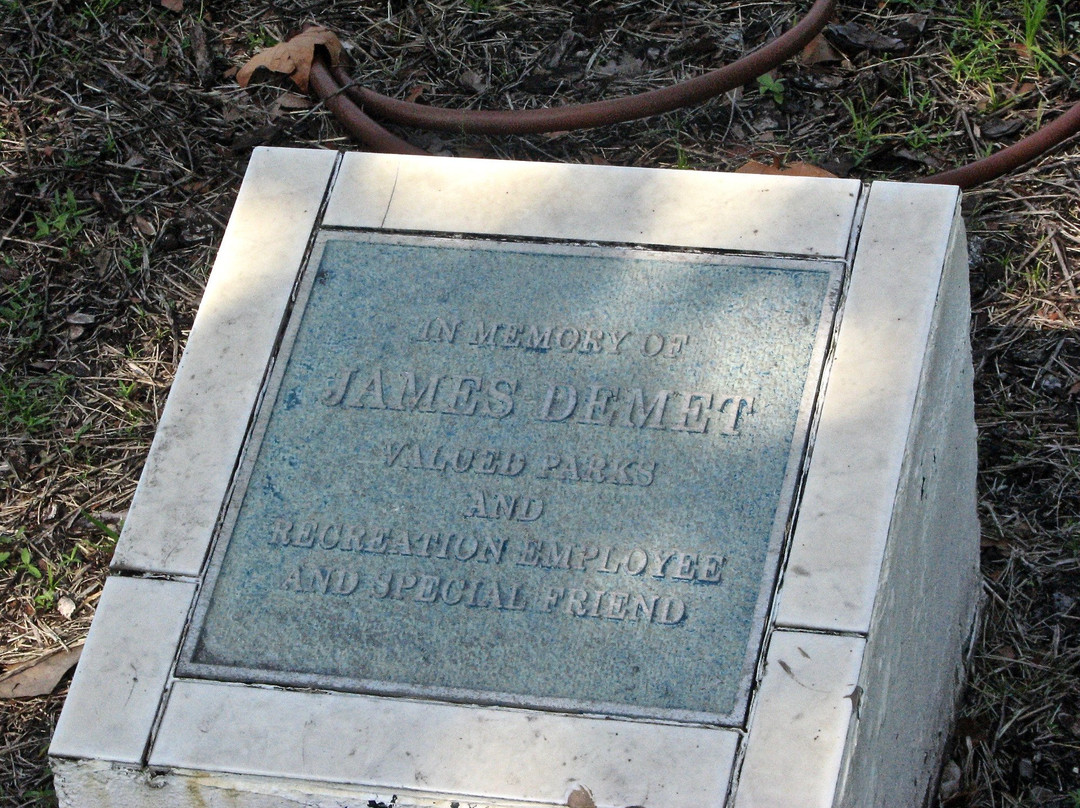 IN MEMORY OF
JAMES DEMET
VALUED PARKS
AND
RECREATION EMPLOYEE
AND SPECIAL FRIEND